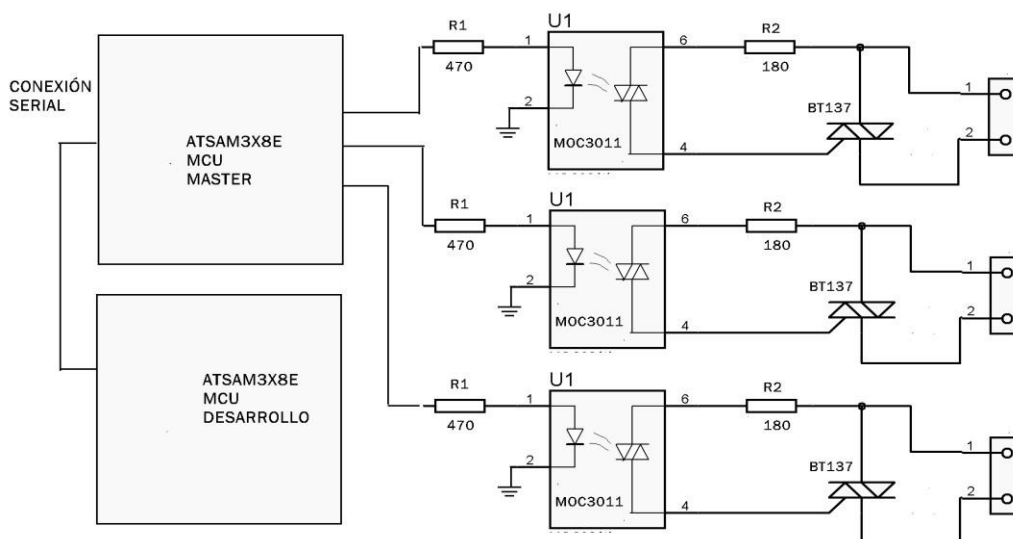 CONEXIÓN
SERIAL
ATSAM3X8E
MCU
MASTER
ATSAM3X8E
MCU
DESARROLLO
R1
470
U1
1
2
MOC3011
6
4
R2
180
BT137
1
2
R1
470
U1
1
2
MOC3011
6
4
R2
180
BT137
1
2
R1
470
U1
1
2
MOC3011
6
4
R2
180
BT137
1
2